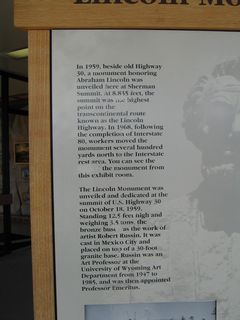 Lincoln Mo
In 1959, beside old Highway
30, a monument honoring
Abraham Lincoln was
unveiled here at Sherman
Summit. At 8,835 feet, the
summit was the highest
point on the
transcontinental route
known as the Lincoln
Highway. In 1968, following
the completion of Interstate
80, workers moved the
monument several hundred
yards north to the Interstate
rest area. You can see the
the monument from
this exhibit room.
The Lincoln Monument was
unveiled and dedicated at the
summit of U.S. Highway 30
on October 18, 1959.
Standing 12.5 feet high and
weighing 3.5 tons, the
bronze bust as the work of
artist Robert Russin. It was
cast in Mexico City and
placed on top of a 30-foot
granite base. Russin was an
Art Professor at the
University of Wyoming Art
Department from 1947 to
1985, and was then appointed
Professor Emeritus.